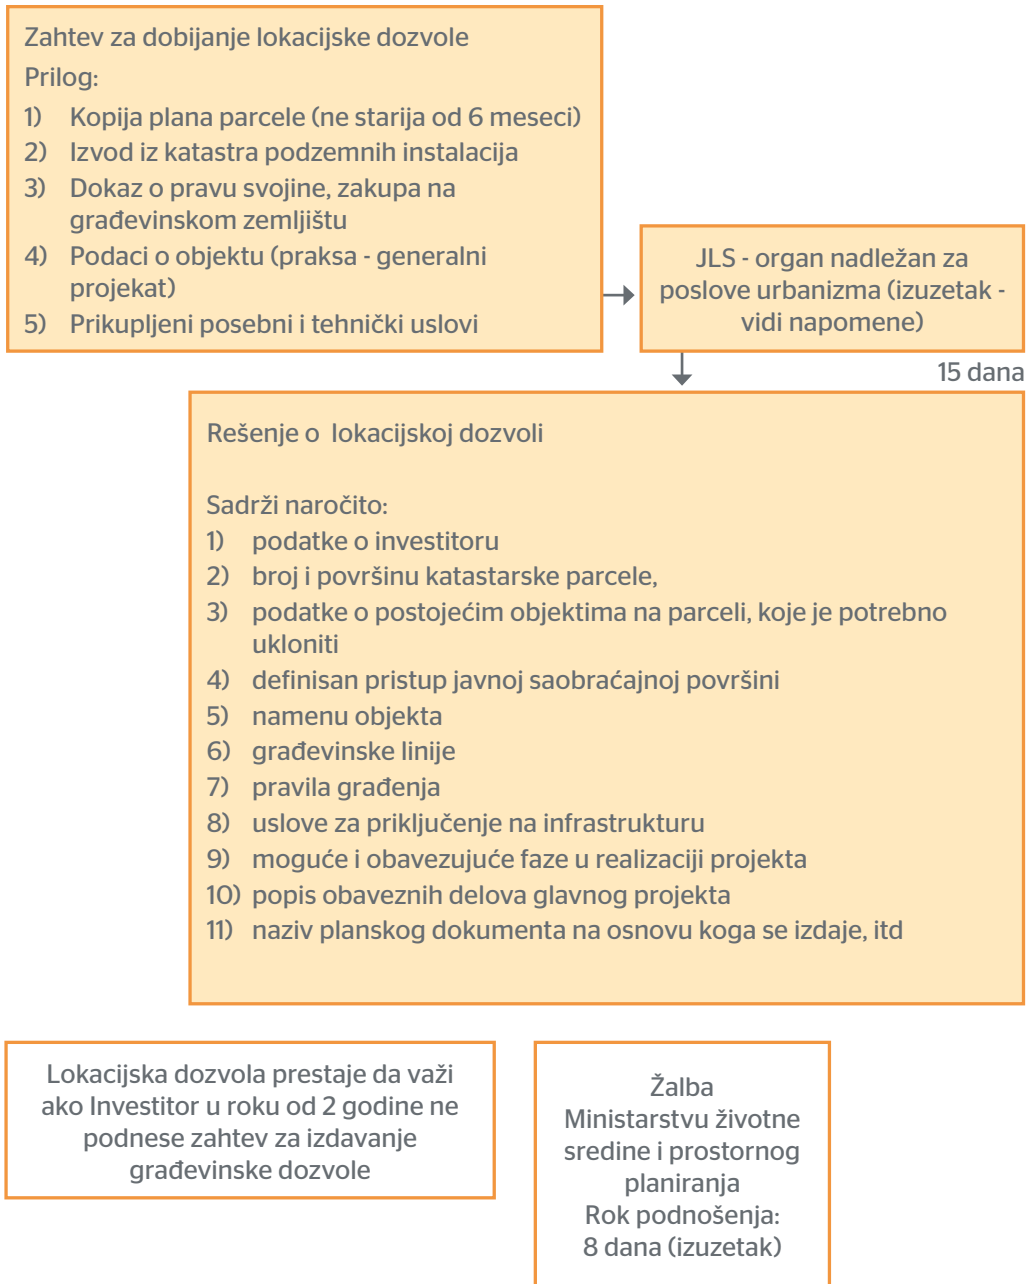 Zahtev za dobijanje lokacijske dozvole
Prilog:
1) Kopija plana parcele (ne starija od 6 meseci)
2) Izvod iz katastra podzemnih instalacija
3) Dokaz o pravu svojine, zakupa na
građevinskom zemljištu
4) Podaci o objektu (praksa - generalni
projekat)
5) Prikupljeni posebni i tehnički uslovi
JLS - organ nadležan za
poslove urbanizma (izuzetak -
vidi napomene)
15 dana
Rešenje o lokacijskoj dozvoli
Sadrži naročito:
1) podatke o investitoru
2) broj i površinu katastarske parcele,
3) podatke o postojećim objektima na parceli, koje je potrebno
ukloniti
4) definisan pristup javnoj saobraćajnoj površini
5) namenu objekta
6) građevinske linije
7) pravila građenja
8) uslove za priključenje na infrastrukturu
9) moguće i obavezujuće faze u realizaciji projekta
10) popis obaveznih delova glavnog projekta
11) naziv planskog dokumenta na osnovu koga se izdaje, itd
Lokacijska dozvola prestaje da važi
ako Investitor u roku od 2 godine ne
podnese zahtev za izdavanje
građevinske dozvole
Žalba
Ministarstvu životne
sredine i prostornog
planiranja
Rok podnošenja:
8 dana (izuzetak)